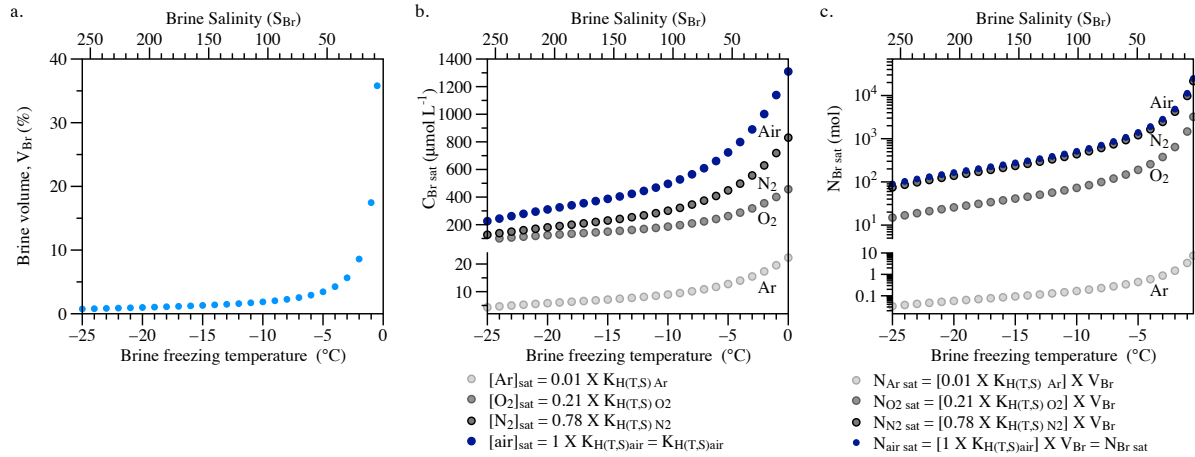 a.
Brine Salinity (SBr)
250 200 150 100 50
40
30
20
10
0
Brine volume, VBr (%)
−25 −20 −15 −10 −5 0
Brine freezing temperature (°C)
b.
Brine Salinity (SBr)
250 200 150 100 50
1400
1200
1000
800
600
400
200
20
10
CBr sat (μmol L-1)
Air
N2
O2
Ar
−25 −20 −15 −10 −5 0
Brine freezing temperature (°C)
[Ar]sat = 0.01 X KH(T,S) Ar
[O2]sat = 0.21 X KH(T,S) O2
[N2]sat = 0.78 X KH(T,S) N2
[air]sat = 1 X KH(T,S)air = KH(T,S)air
c.
Brine Salinity (SBr)
250 200 150 100 50
10^4
10^3
10^2
10^1
10
1
0.1
NBr sat (mol)
Air
N2
O2
Ar
−25 −20 −15 −10 −5
Brine freezing temperature (°C)
NAr sat = [0.01 X KH(T,S) Ar] X VBr
NO2 sat = [0.21 X KH(T,S) O2] X VBr
NN2 sat = [0.78 X KH(T,S) N2] X VBr
Nair sat = [1 X KH(T,S)air] X VBr = NBr sat